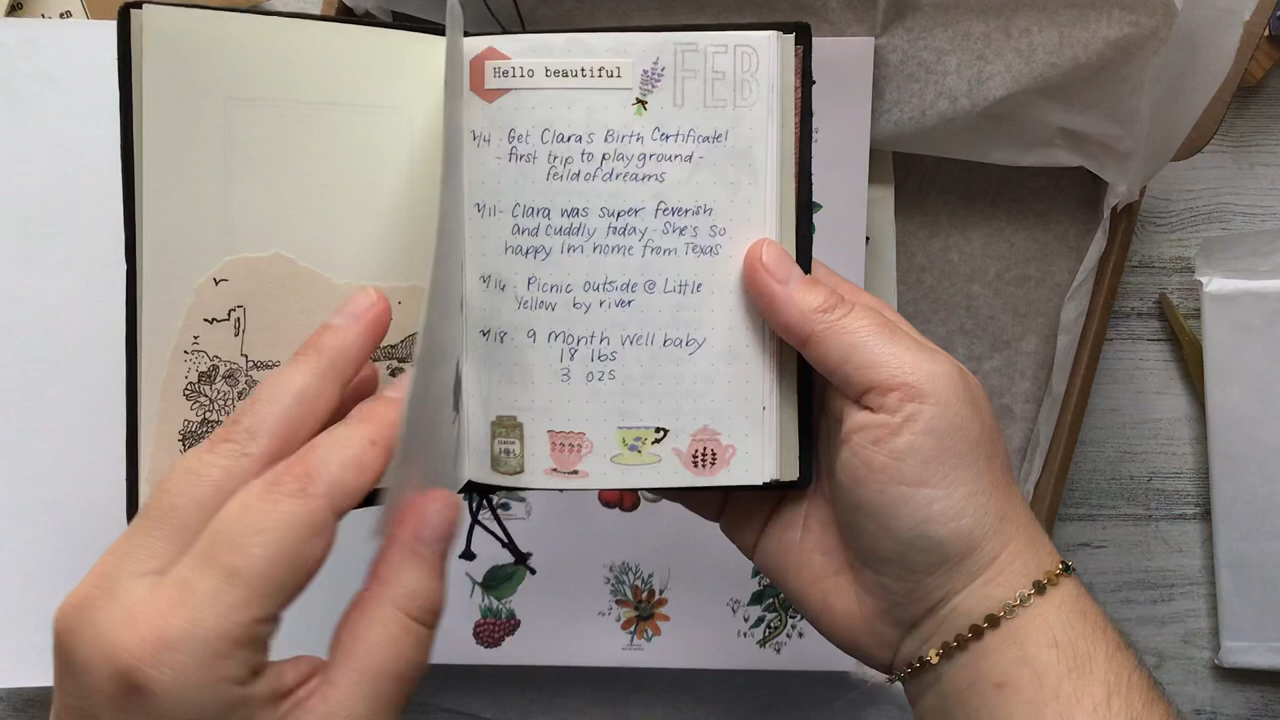 Hello beautiful
FEB
2/4 - Get Clara's Birth Certificate!
- first trip to playground -
feild of dreams
2/11 - Clara was super feverish
and cuddly today - She's so
happy I'm home from Texas
2/16 - Picnic outside @ Little
Yellow by river
2/18 - 9 month well baby
18 lbs
3 ozs